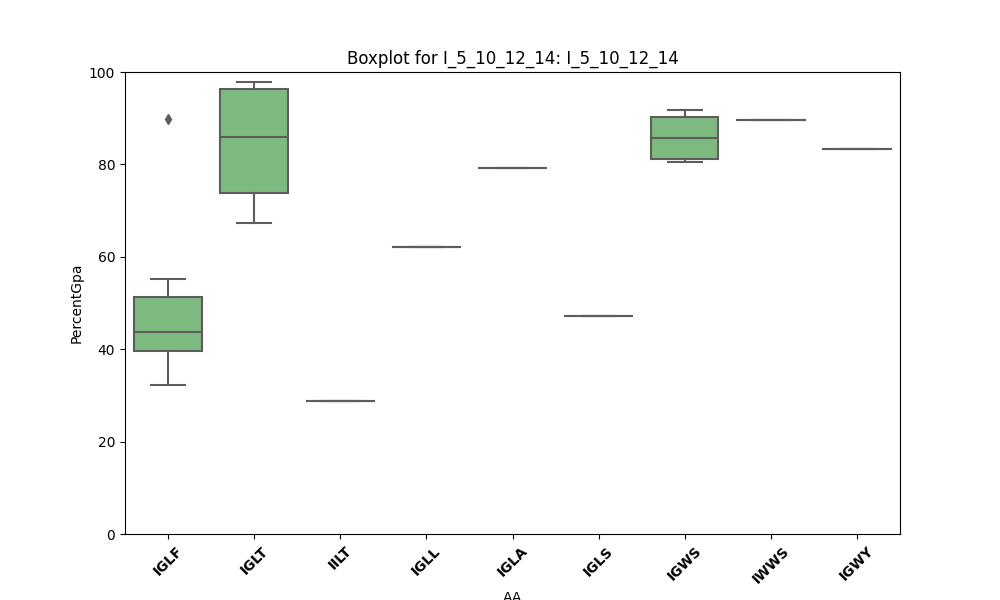 Boxplot for I_5_10_12_14: I_5_10_12_14
PercentGpa
100
80
60
40
20
0
IGLF
IGLT
IILT
IGLL
IGLA
IGLS
IGWS
IWWS
IGWY
AA